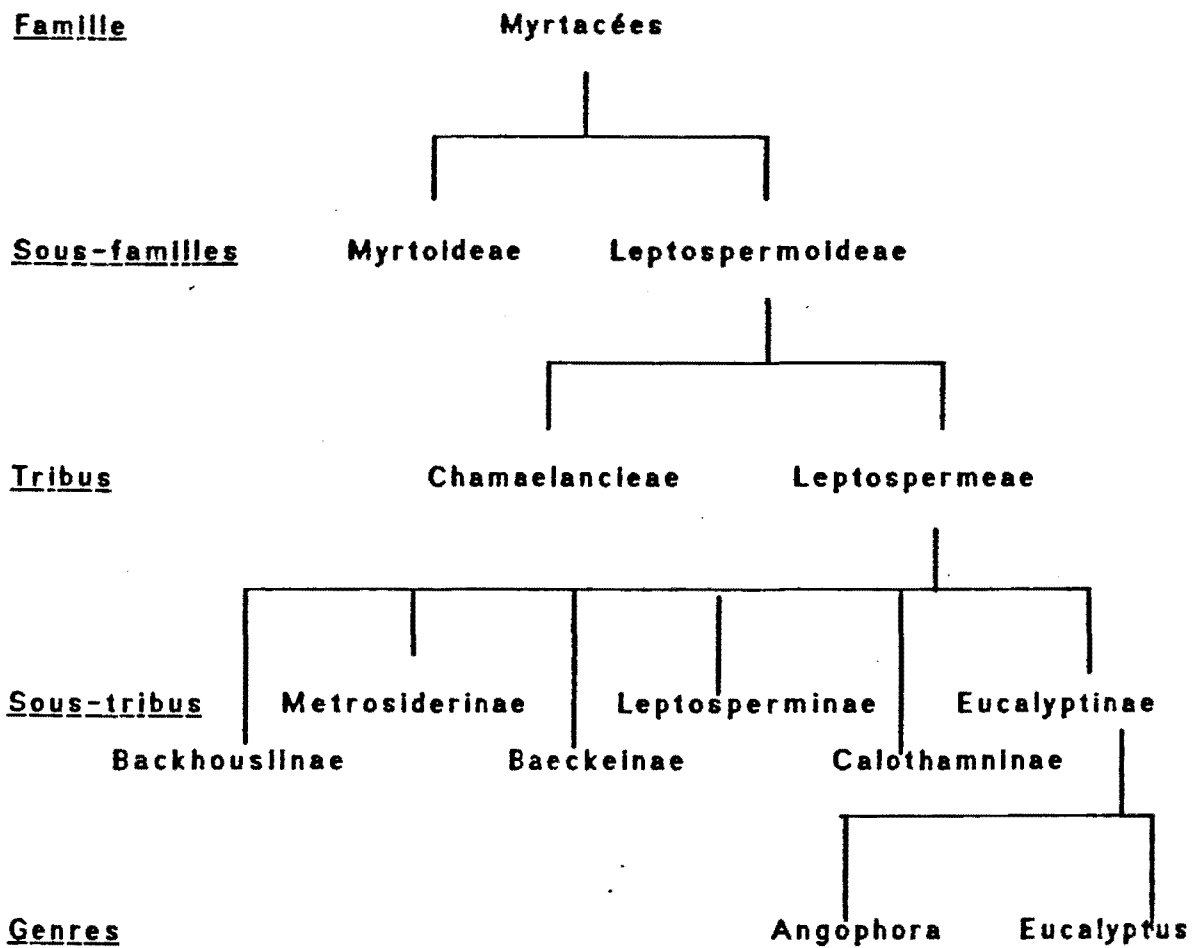 Famille Myrtacées
Sous-familles Myrtoideae Leptospermoideae
Tribus Chamaelancieae Leptospermeae
Sous-tribus Metrosiderinae Leptosperminae Eucalyptinae
Backhousiinae Baeckeinae Calothamninae
Genres Angophora Eucalyptus